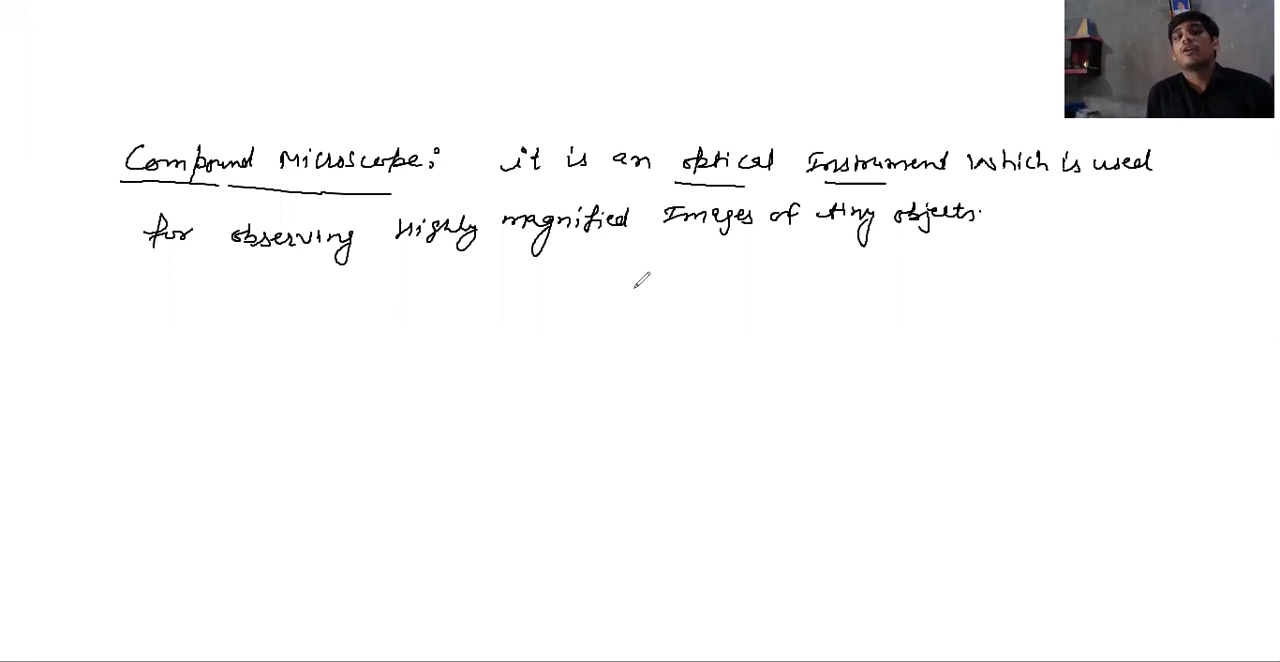 Compound Microscope: it is an optical Instrument which is used
for observing Highly magnified Images of tiny objects.